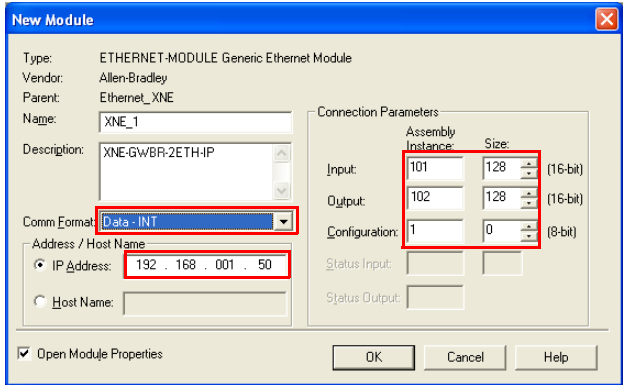 New Module
Type: ETHERNET-MODULE Generic Ethernet Module
Vendor: Allen-Bradley
Parent: Ethernet_XNE
Name: XNE_1
Description: XNE-GWBR-2ETH-IP
Comm Format: Data - INT
Address / Host Name
IP Address: 192 . 168 . 001 . 50
Host Name:
Connection Parameters
Assembly
Instance: Size:
Input: 101 128 (16-bit)
Output: 102 128 (16-bit)
Configuration: 1 0 (8-bit)
Status Input:
Status Output:
Open Module Properties
OK Cancel Help